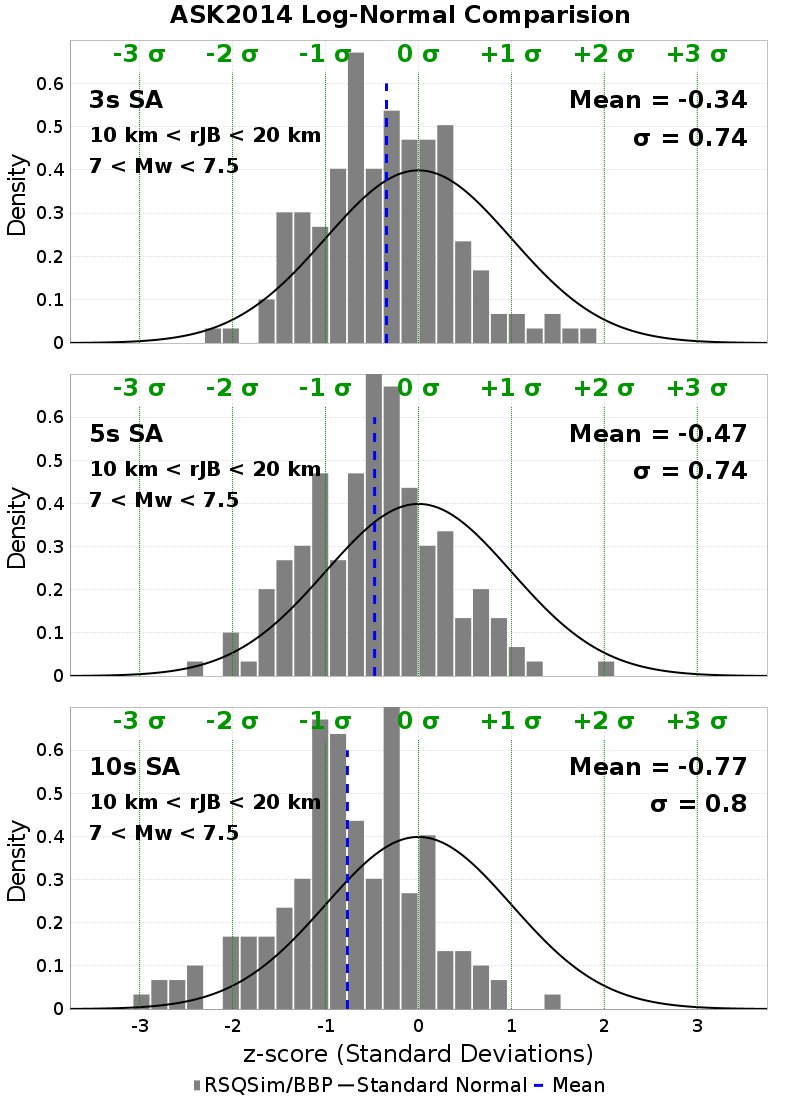 ASK2014 Log-Normal Comparision
-3 σ -2 σ -1 σ 0 σ +1 σ +2 σ +3 σ
3s SA
Mean = -0.34
10 km < rJB < 20 km
σ = 0.74
7 < Mw < 7.5
Density
0.6
0.5
0.4
0.3
0.2
0.1
0
-3 σ -2 σ -1 σ 0 σ +1 σ +2 σ +3 σ
5s SA
Mean = -0.47
10 km < rJB < 20 km
σ = 0.74
7 < Mw < 7.5
Density
0.6
0.5
0.4
0.3
0.2
0.1
0
-3 σ -2 σ -1 σ 0 σ +1 σ +2 σ +3 σ
10s SA
Mean = -0.77
10 km < rJB < 20 km
σ = 0.8
7 < Mw < 7.5
Density
0.6
0.5
0.4
0.3
0.2
0.1
0
-3 -2 -1 0 1 2 3
z-score (Standard Deviations)
RSQSim/BBP Standard Normal Mean